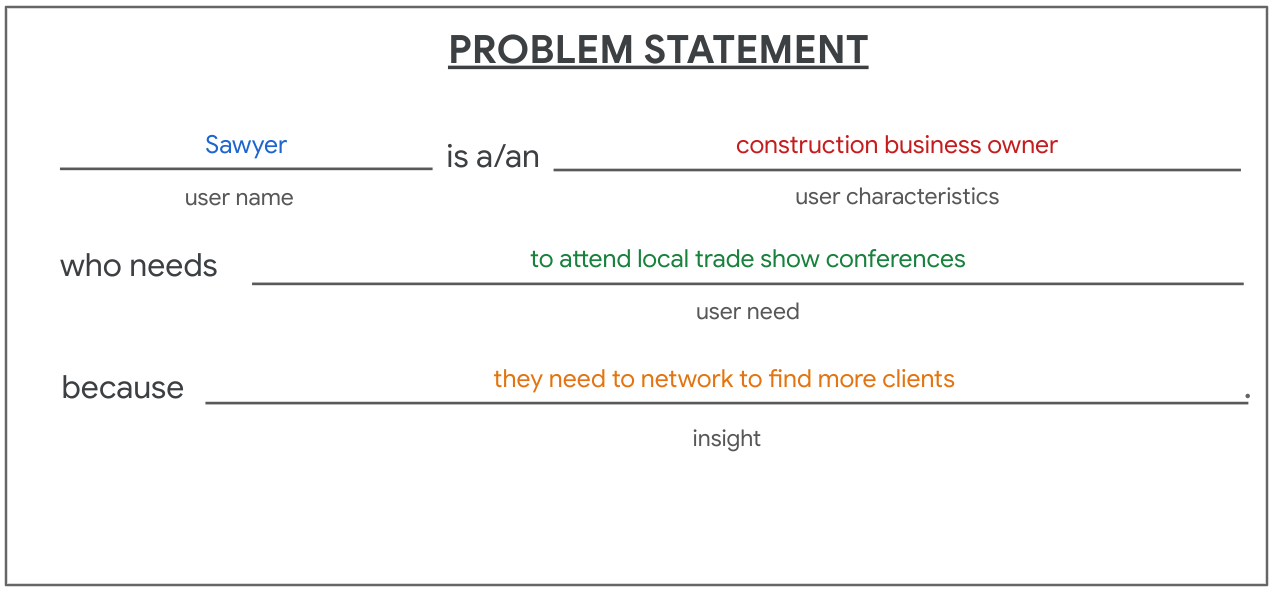 PROBLEM STATEMENT
Sawyer is a/an construction business owner
user name user characteristics
who needs to attend local trade show conferences
user need
because they need to network to find more clients.
insight